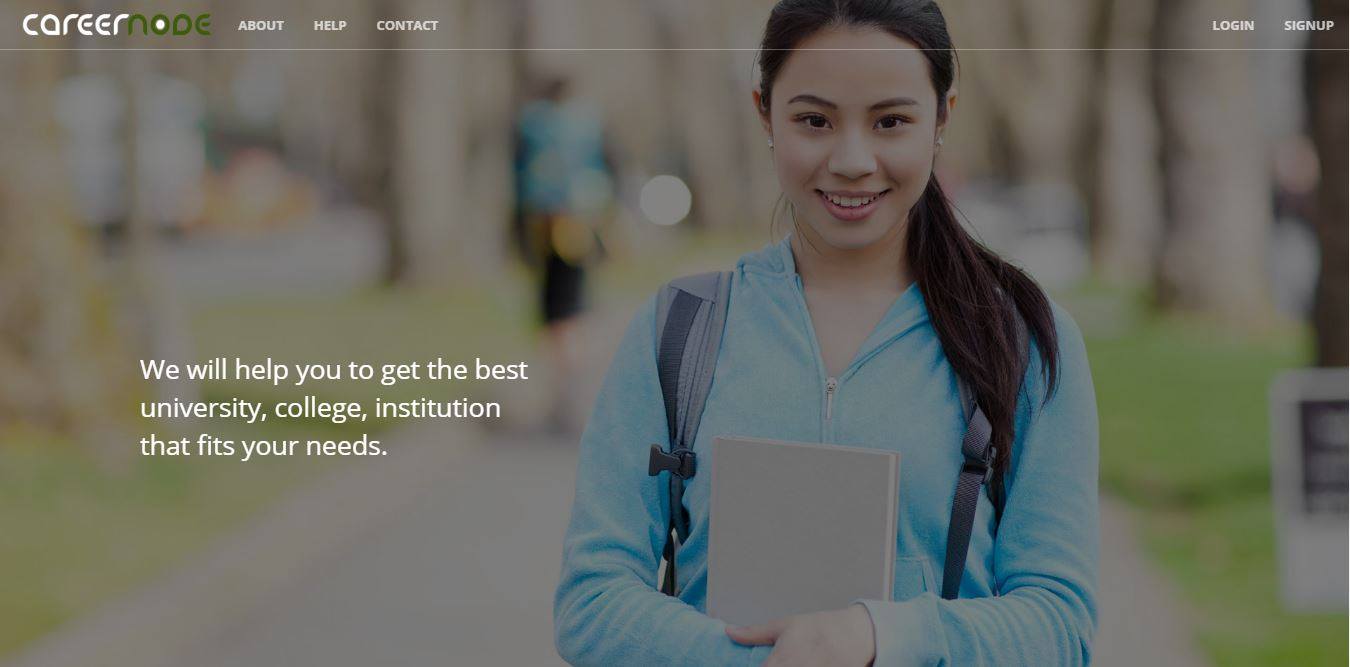 careernode
ABOUT
HELP
CONTACT
LOGIN
SIGNUP
We will help you to get the best
university, college, institution
that fits your needs.